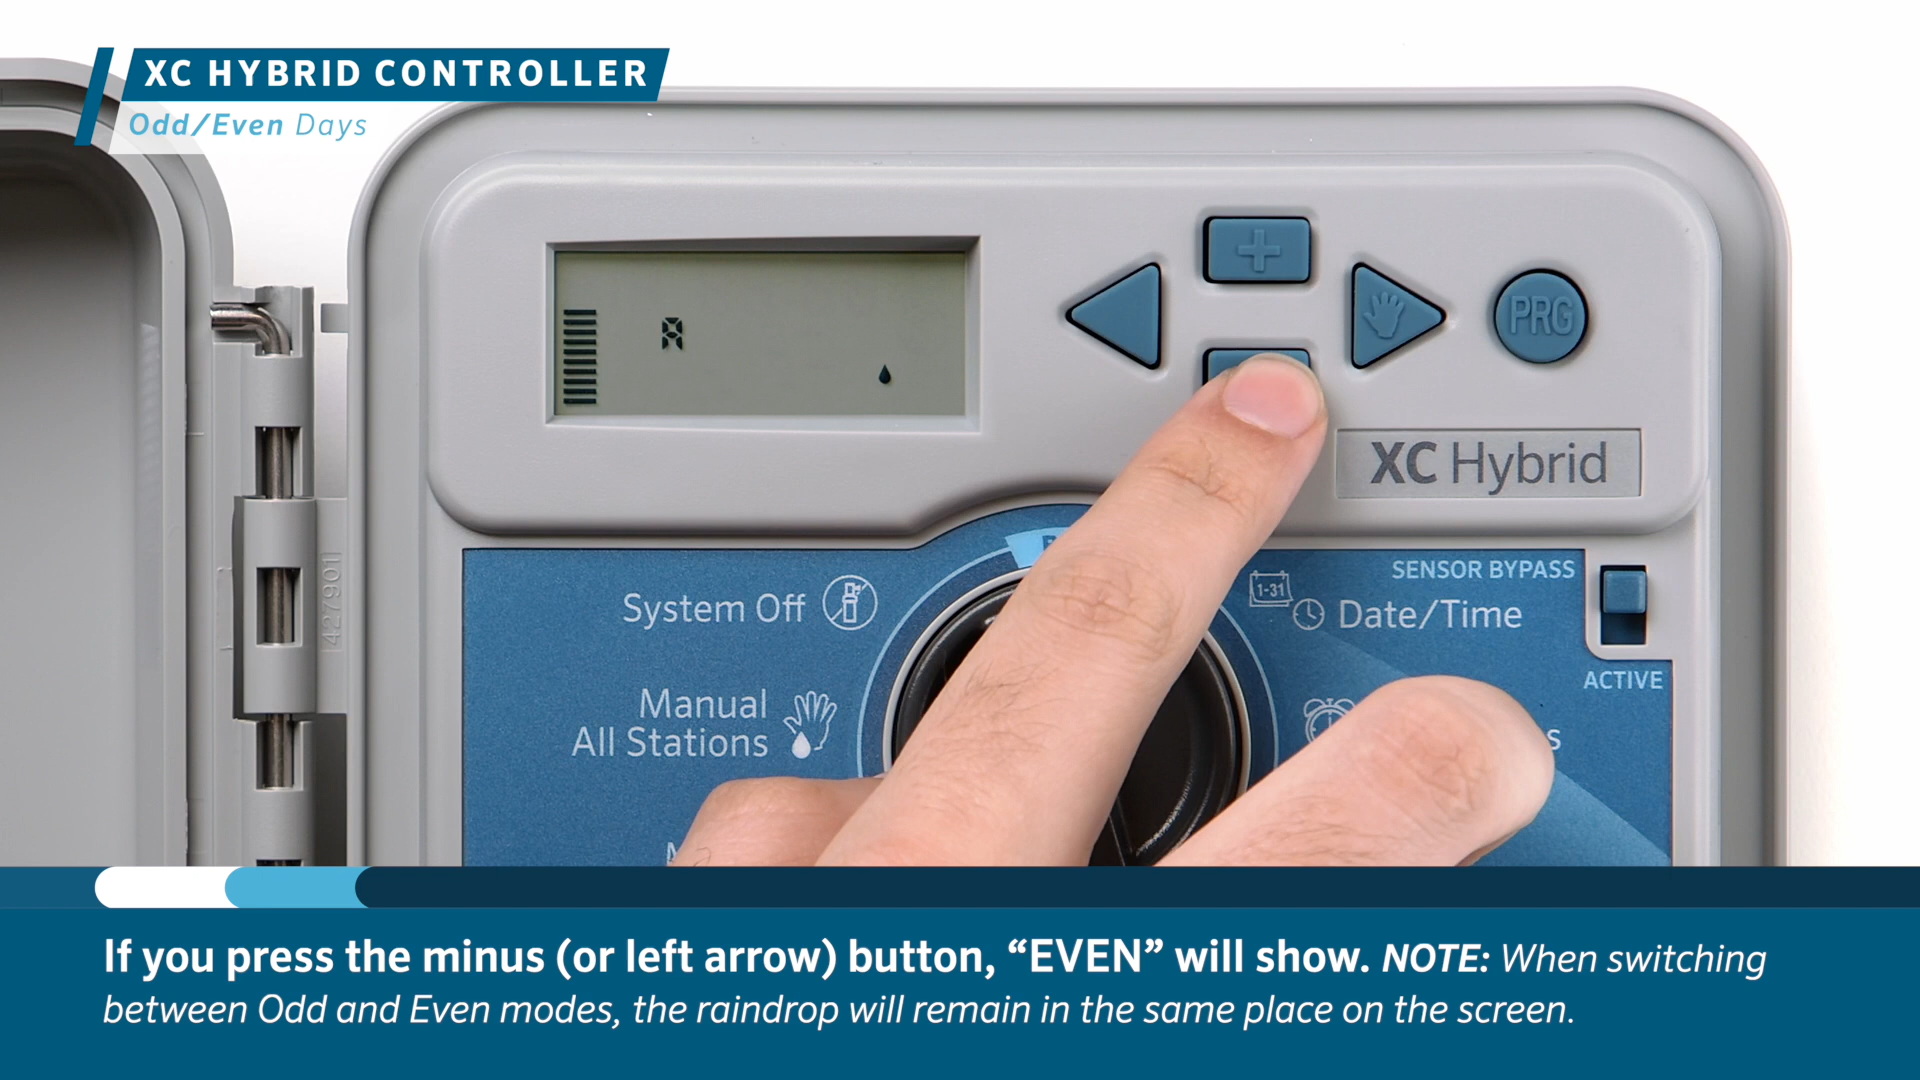 XC HYBRID CONTROLLER
Odd/Even Days
A
PRG
XC Hybrid
427901
SENSOR BYPASS
System Off
1-31
Date/Time
ACTIVE
Manual
All Stations
If you press the minus (or left arrow) button, “EVEN” will show. NOTE: When switching
between Odd and Even modes, the raindrop will remain in the same place on the screen.